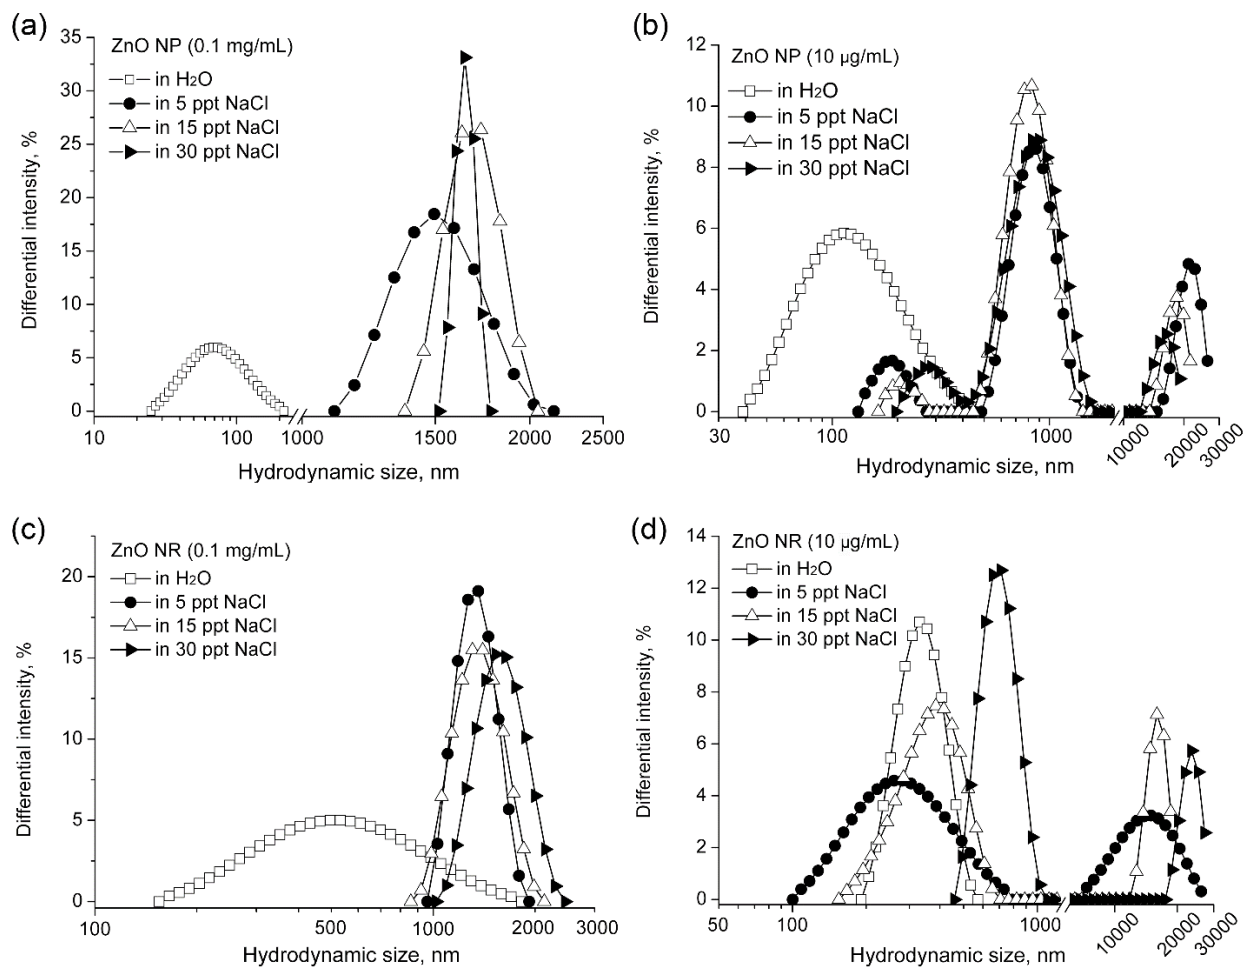 (a)
ZnO NP (0.1 mg/mL)
in H₂O
in 5 ppt NaCl
in 15 ppt NaCl
in 30 ppt NaCl
Differential intensity, %
35
30
25
20
15
10
5
0
10
100
1000
1500
2000
2500
Hydrodynamic size, nm
(b)
ZnO NP (10 µg/mL)
in H₂O
in 5 ppt NaCl
in 15 ppt NaCl
in 30 ppt NaCl
Differential intensity, %
12
10
8
6
4
2
0
30
100
1000
10000
20000
30000
Hydrodynamic size, nm
(c)
ZnO NR (0.1 mg/mL)
in H₂O
in 5 ppt NaCl
in 15 ppt NaCl
in 30 ppt NaCl
Differential intensity, %
20
15
10
5
0
100
500
1000
2000
3000
Hydrodynamic size, nm
(d)
ZnO NR (10 µg/mL)
in H₂O
in 5 ppt NaCl
in 15 ppt NaCl
in 30 ppt NaCl
Differential intensity, %
14
12
10
8
6
4
2
0
50
100
1000
10000
20000
30000
Hydrodynamic size, nm